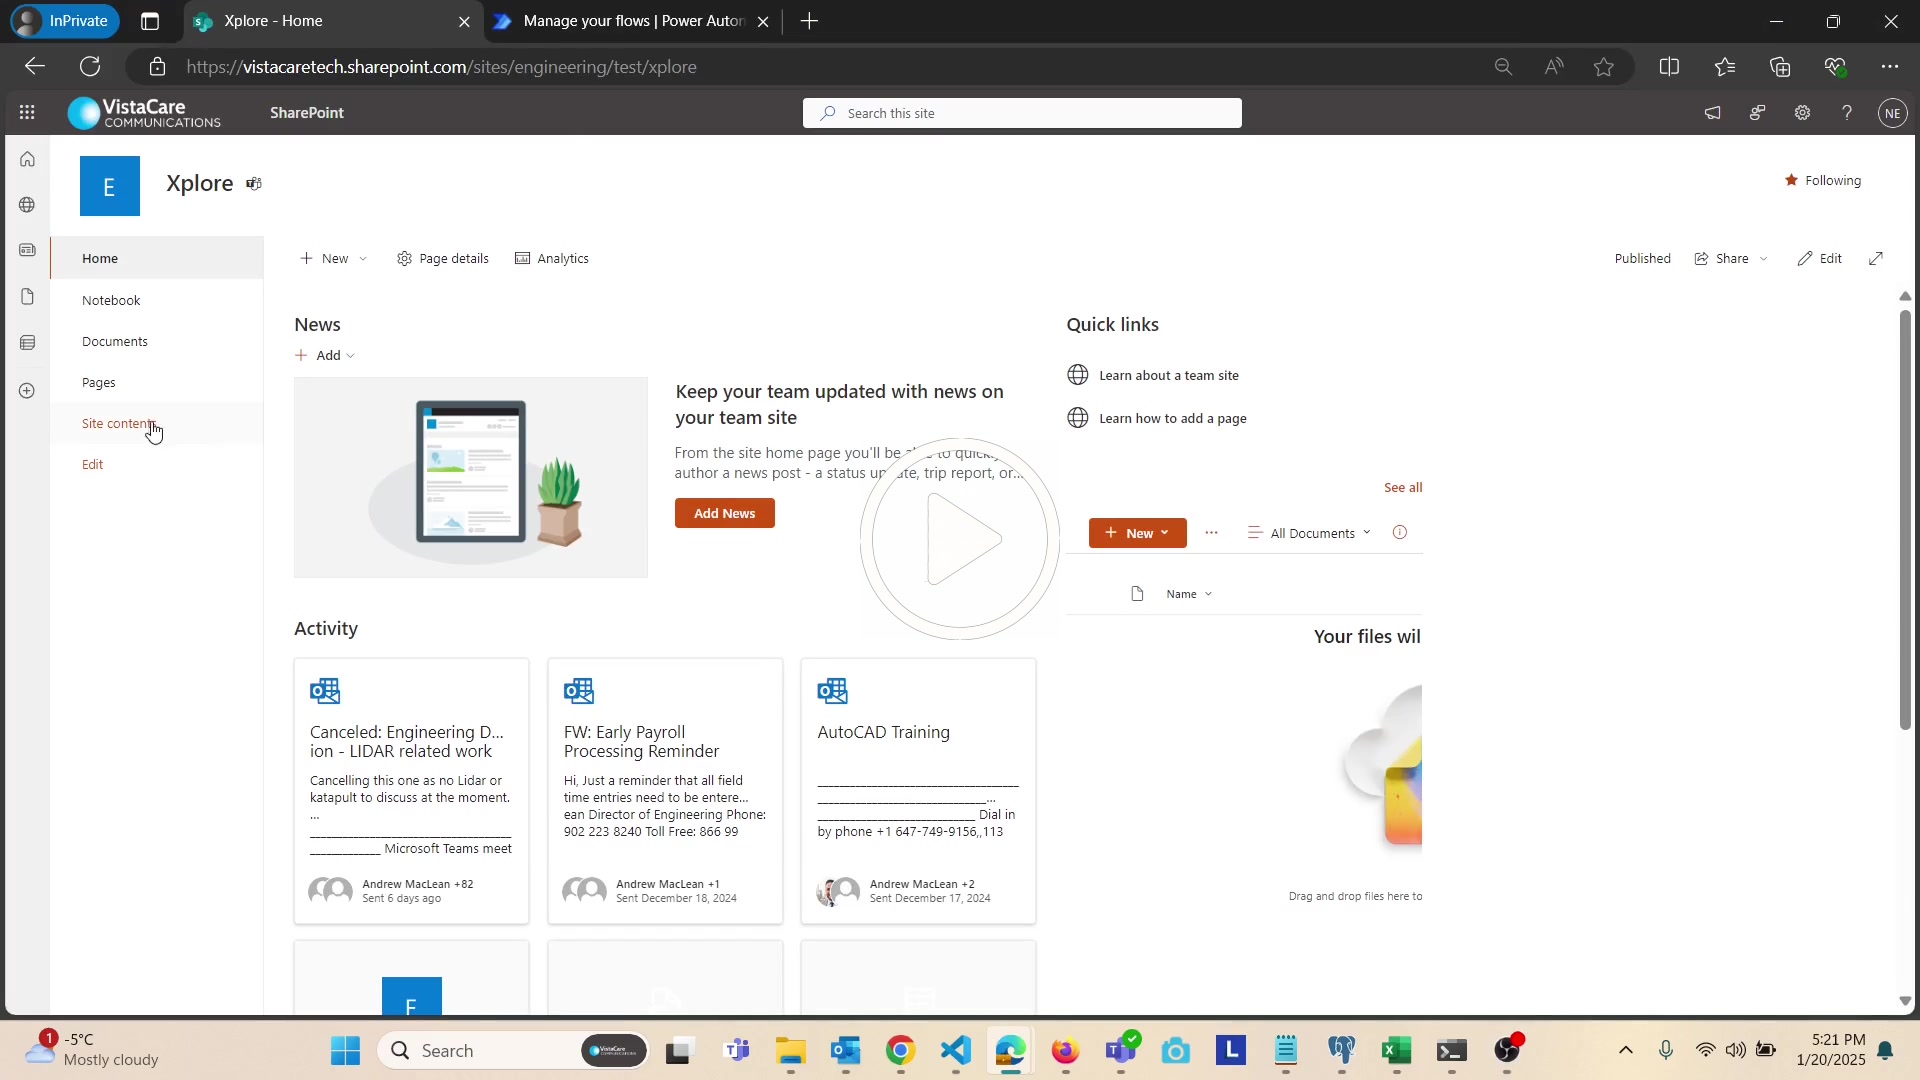 InPrivate
Xplore - Home
Manage your flows | Power Autom
https://vistacaretech.sharepoint.com/sites/engineering/test/xplore
VistaCare
COMMUNICATIONS
SharePoint
Search this site
NE
E
Xplore
Following
Home
Notebook
Documents
Pages
Site contents
Edit
New
Page details
Analytics
Published
Share
Edit
News
Add
Keep your team updated with news on
your team site
From the site home page you'll be able to quickly
author a news post - a status update, trip report, or...
Add News
Quick links
Learn about a team site
Learn how to add a page
See all
New
All Documents
Name
Your files wil
Drag and drop files here to
Activity
Canceled: Engineering D...
ion - LIDAR related work
Cancelling this one as no Lidar or
katapult to discuss at the moment.
...
Microsoft Teams meet
Andrew MacLean +82
Sent 6 days ago
FW: Early Payroll
Processing Reminder
Hi, Just a reminder that all field
time entries need to be entere...
ean Director of Engineering Phone:
902 223 8240 Toll Free: 866 99
Andrew MacLean +1
Sent December 18, 2024
AutoCAD Training
...
Dial in
by phone +1 647-749-9156,,113
Andrew MacLean +2
Sent December 17, 2024
E
1
-5°C
Mostly cloudy
Search
L
5:21 PM
1/20/2025